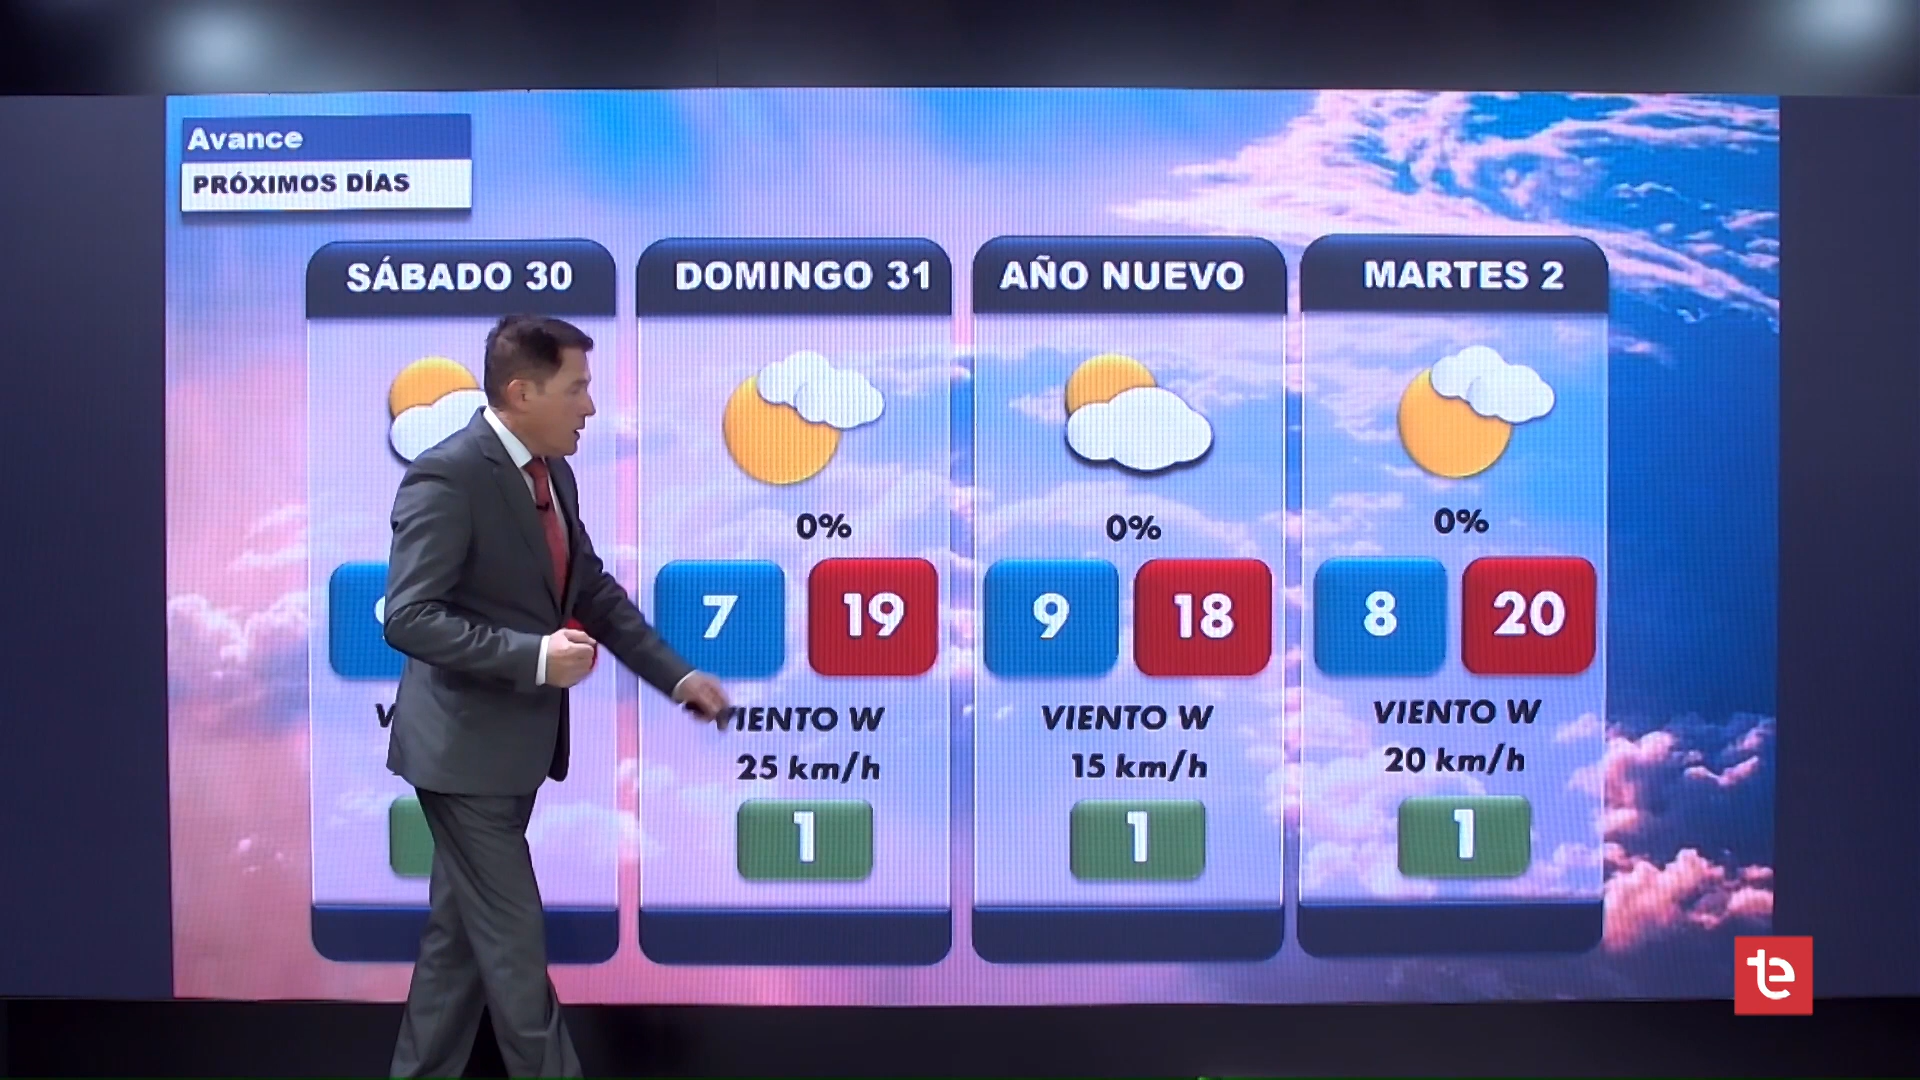 Avance
PRÓXIMOS DÍAS
SÁBADO 30
DOMINGO 31
AÑO NUEVO
MARTES 2
0%
0%
0%
7
19
9
18
8
20
VIENTO W
VIENTO W
VIENTO W
25 km/h
15 km/h
20 km/h
1
1
1
te